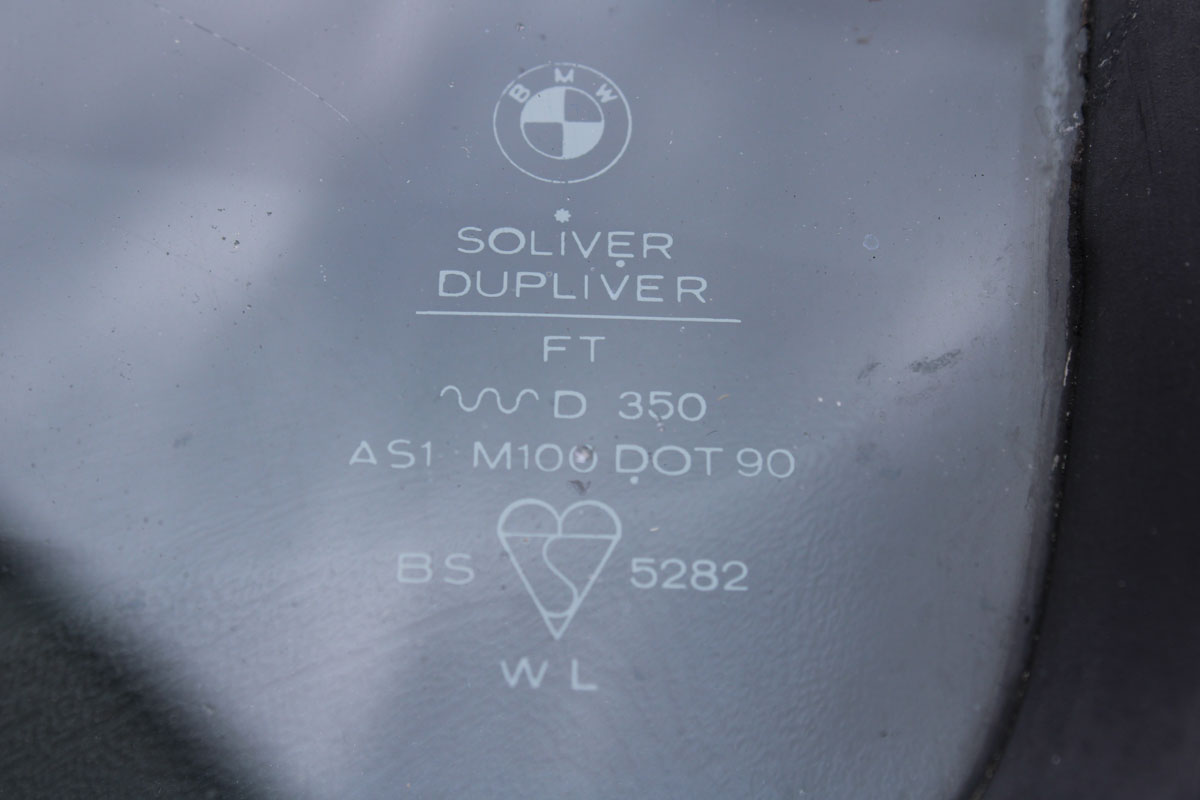 BMW
SOLIVER
DUPLIVER
FT
D 350
AS1 M100 DOT 90
BS 5282
WL